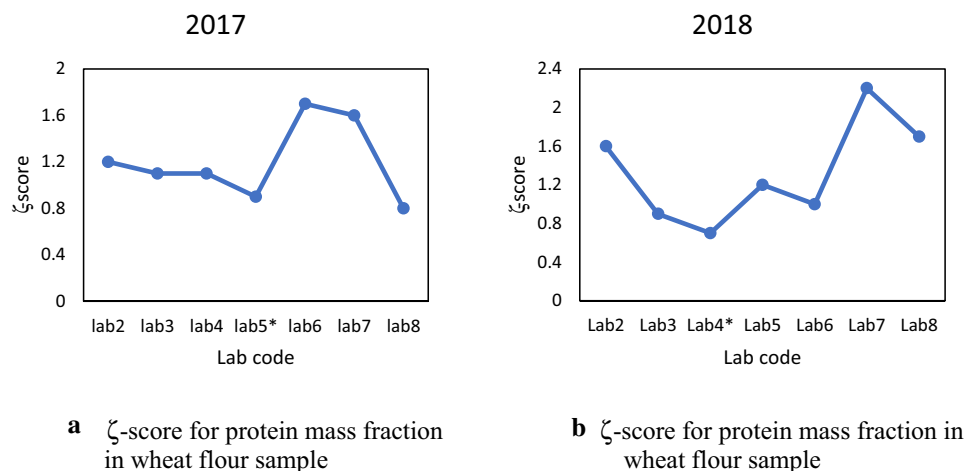 2017
2
1.6
1.2
0.8
0.4
0
ζ-score
lab2 lab3 lab4 lab5* lab6 lab7 lab8
Lab code
a ζ-score for protein mass fraction
in wheat flour sample
2018
2.4
2
1.6
1.2
0.8
0.4
0
ζ-score
Lab2 Lab3 Lab4* Lab5 Lab6 Lab7 Lab8
Lab code
b ζ-score for protein mass fraction in
wheat flour sample